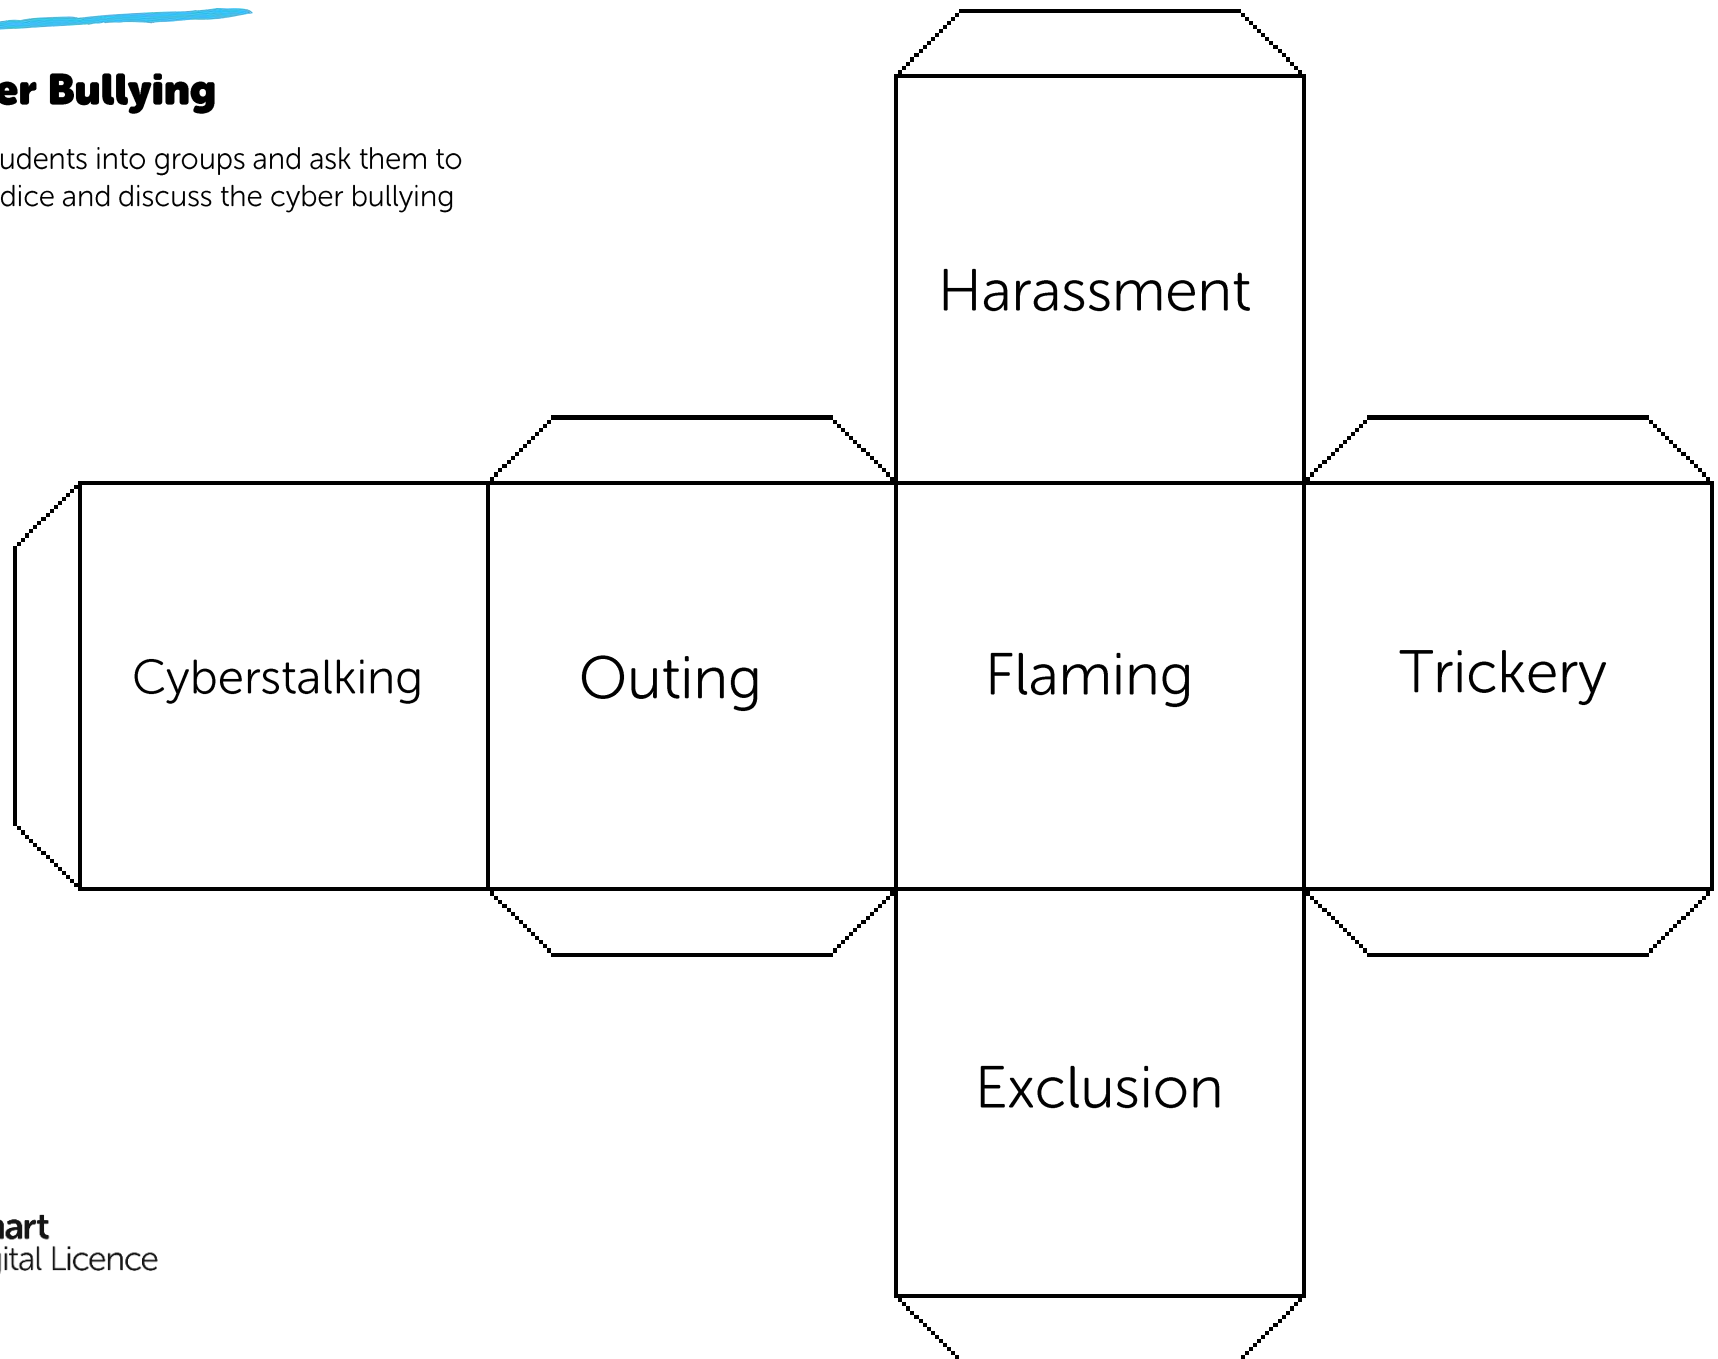 er Bullying
udents into groups and ask them to
dice and discuss the cyber bullying
Harassment
Cyberstalking
Outing
Flaming
Trickery
Exclusion
art
ital Licence